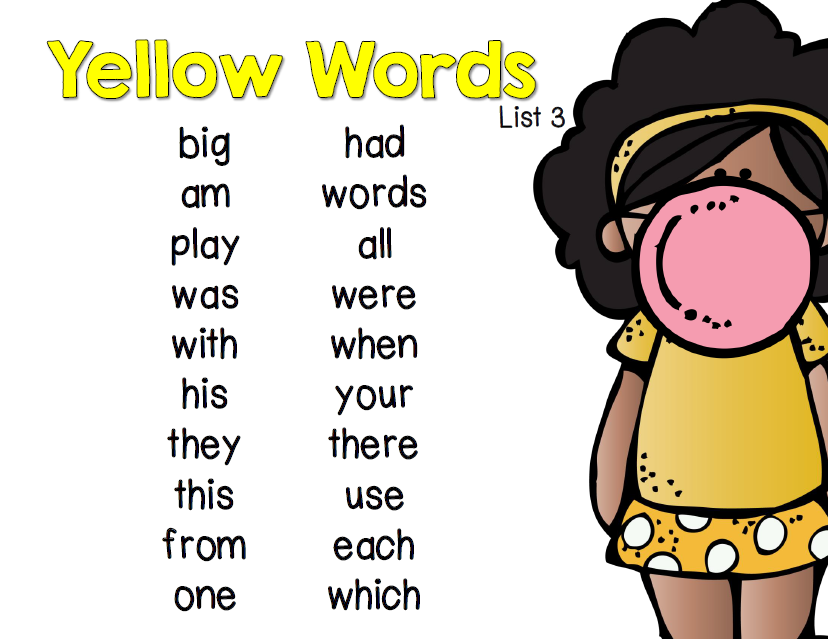 Yellow Words
List 3
big had
am words
play all
was were
with when
his your
they there
this use
from each
one which